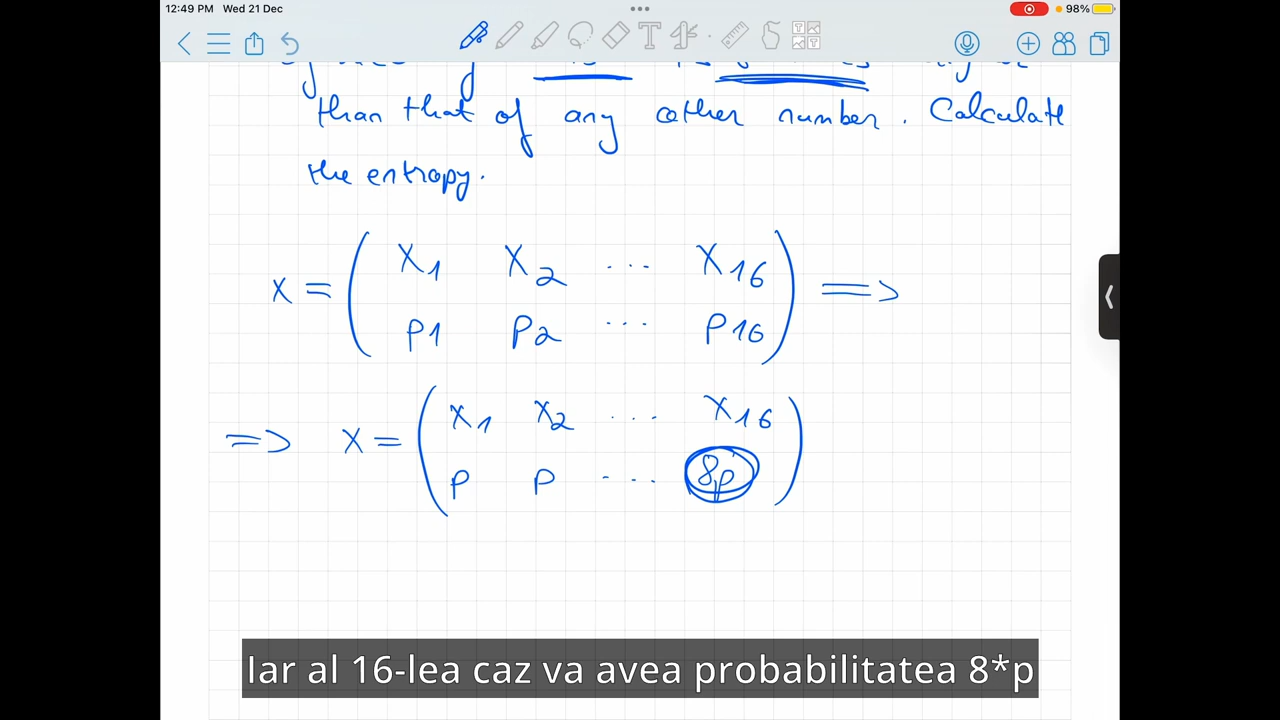 12:49 PM Wed 21 Dec
98%
than that of any other number. Calculate
the entropy.
X = ( X1 X2 ... X16 ) =>
P1 P2 ... P16
=> X = ( X1 X2 ... X16 )
P P ... 8p
Iar al 16-lea caz va avea probabilitatea 8*p